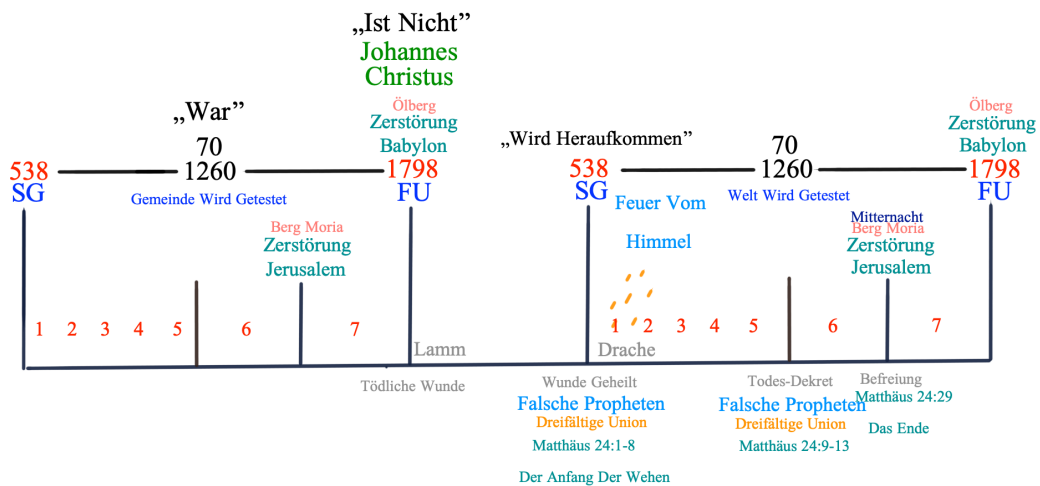 „Ist Nicht”
Johannes
Christus
„War”
70
1260
538
SG
Gemeinde Wird Getestet
Ölberg
Zerstörung
Babylon
1798
FU
Berg Moria
Zerstörung
Jerusalem
1 2 3 4 5 6 7
Lamm
Tödliche Wunde
„Wird Heraufkommen”
538
SG
70
1260
Welt Wird Getestet
Ölberg
Zerstörung
Babylon
1798
FU
Feuer Vom
Himmel
Mitternacht
Berg Moria
Zerstörung
Jerusalem
1 2 3 4 5 6 7
Drache
Wunde Geheilt
Falsche Propheten
Dreifältige Union
Matthäus 24:1-8
Der Anfang Der Wehen
Todes-Dekret
Falsche Propheten
Dreifältige Union
Matthäus 24:9-13
Befreiung
Matthäus 24:29
Das Ende